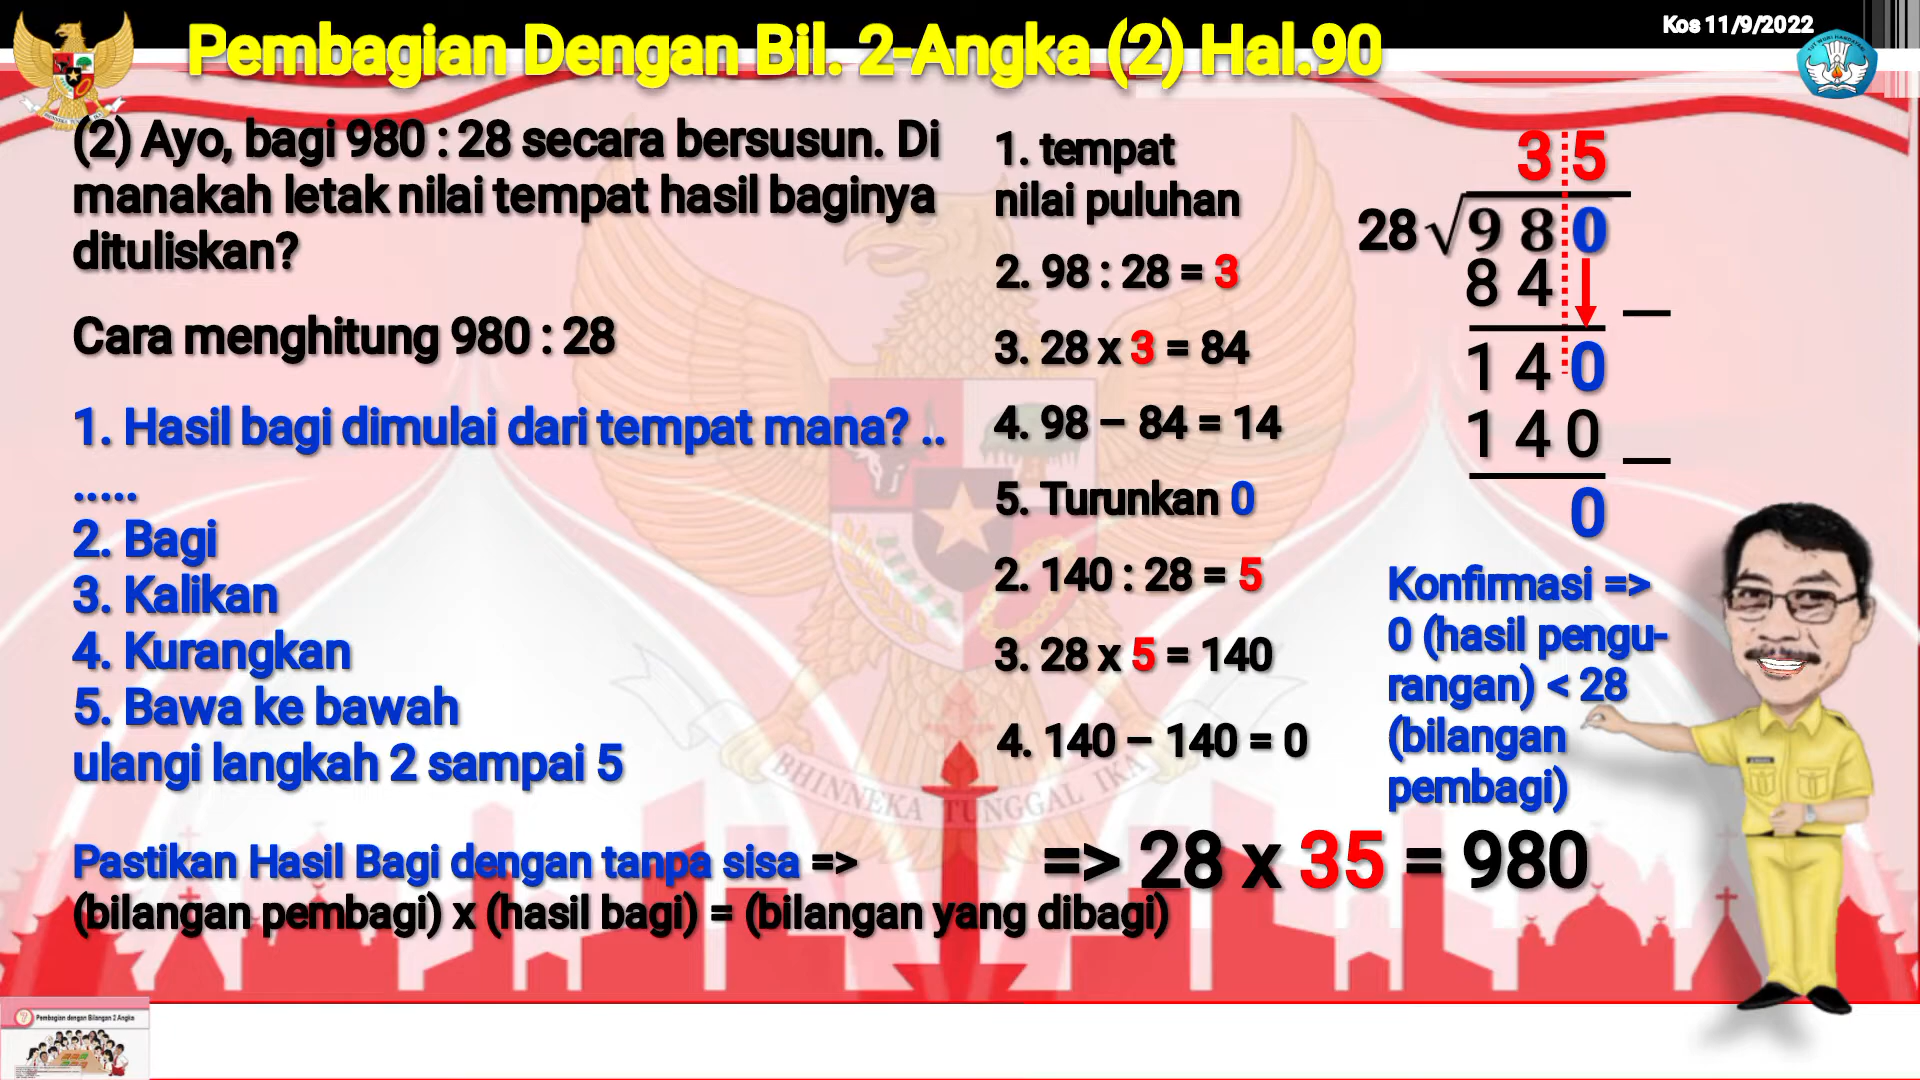 Pembagian Dengan Bil. 2-Angka (2) Hal.90
Kos 11/9/2022
(2) Ayo, bagi 980 : 28 secara bersusun. Di
manakah letak nilai tempat hasil baginya
dituliskan?
Cara menghitung 980 : 28
1. Hasil bagi dimulai dari tempat mana? ..
.....
2. Bagi
3. Kalikan
4. Kurangkan
5. Bawa ke bawah
ulangi langkah 2 sampai 5
Pastikan Hasil Bagi dengan tanpa sisa =>
(bilangan pembagi) x (hasil bagi) = (bilangan yang dibagi)
1. tempat
nilai puluhan
2. 98 : 28 = 3
3. 28 x 3 = 84
4. 98 – 84 = 14
5. Turunkan 0
2. 140 : 28 = 5
3. 28 x 5 = 140
4. 140 – 140 = 0
=> 28 x 35 = 980
3 5
28 √ 9 8 0
8 4 –
1 4 0
1 4 0 –
0
Konfirmasi =>
0 (hasil pengu-
rangan) < 28
(bilangan
pembagi)
BHINNEKA TUNGGAL IKA
7 Pembagian dengan Bilangan 2 Angka